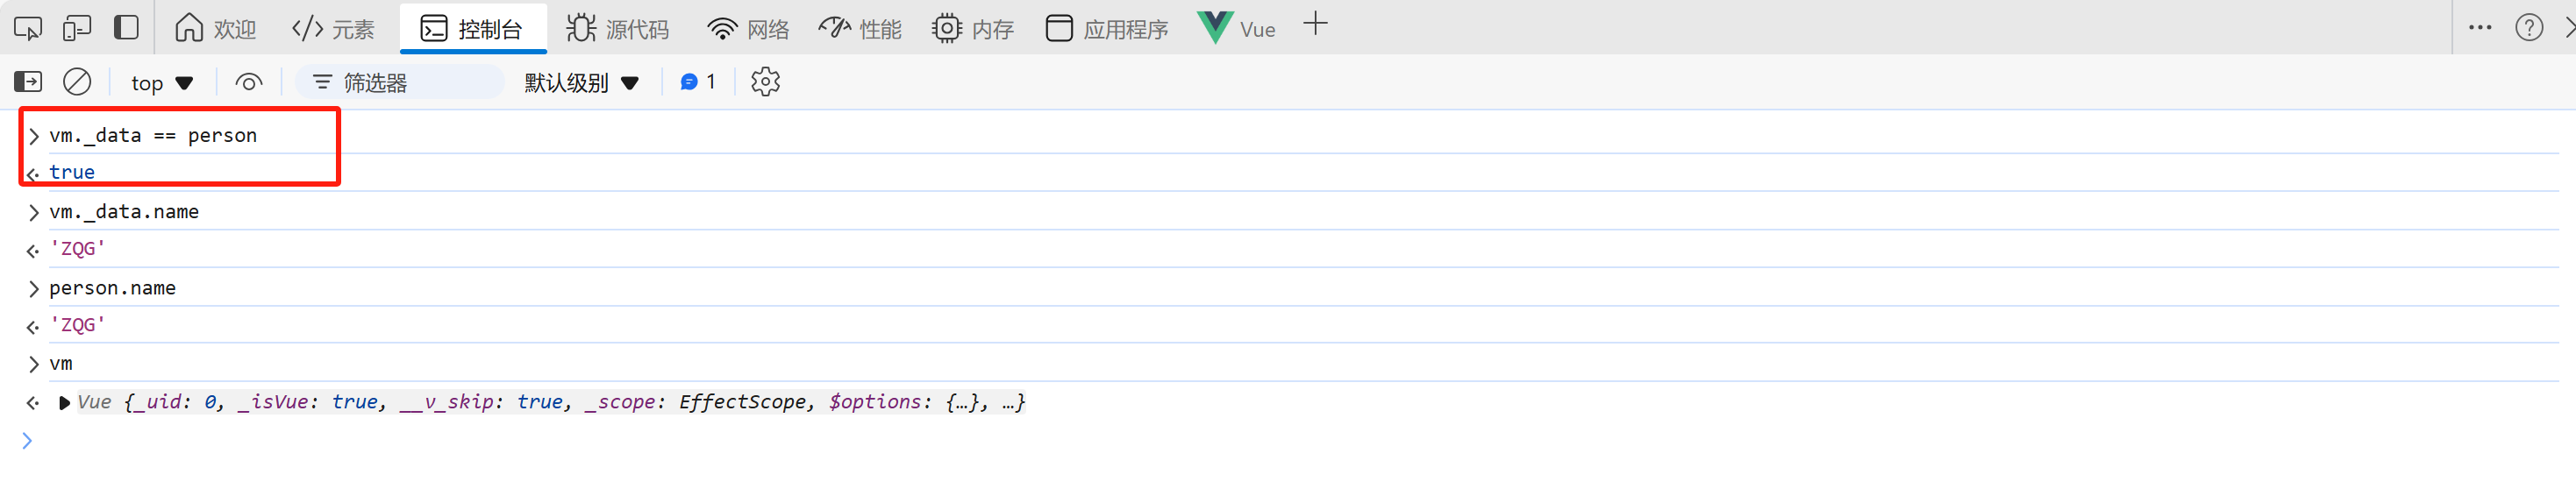 欢迎 元素 控制台 源代码 网络 性能 内存 应用程序 Vue
top 筛选器 默认级别 1
vm._data == person
true
vm._data.name
'ZQG'
person.name
'ZQG'
vm
Vue {_uid: 0, _isVue: true, __v_skip: true, _scope: EffectScope, $options: {…}, …}